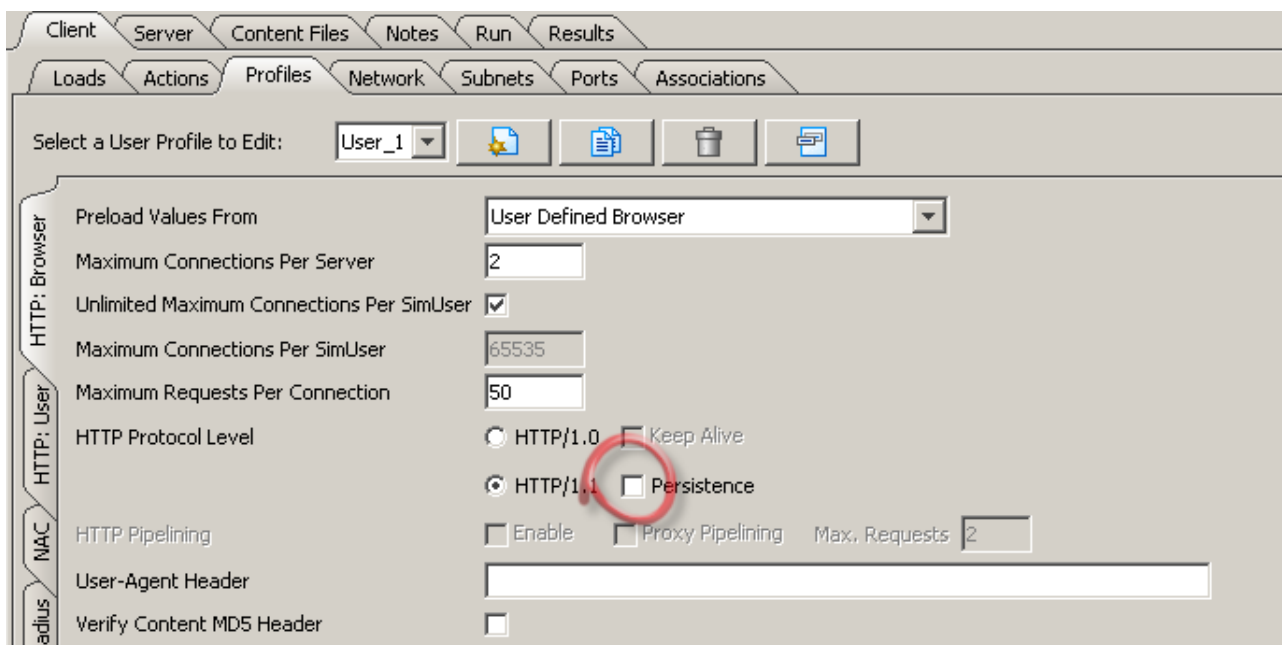 Client Server Content Files Notes Run Results
Loads Actions Profiles Network Subnets Ports Associations
Select a User Profile to Edit: User_1
HTTP: Browser
HTTP: User
NAC
adius
Preload Values From User Defined Browser
Maximum Connections Per Server 2
Unlimited Maximum Connections Per SimUser
Maximum Connections Per SimUser 65535
Maximum Requests Per Connection 50
HTTP Protocol Level HTTP/1.0 Keep Alive
HTTP/1.1 Persistence
HTTP Pipelining Enable Proxy Pipelining Max. Requests 2
User-Agent Header
Verify Content MD5 Header